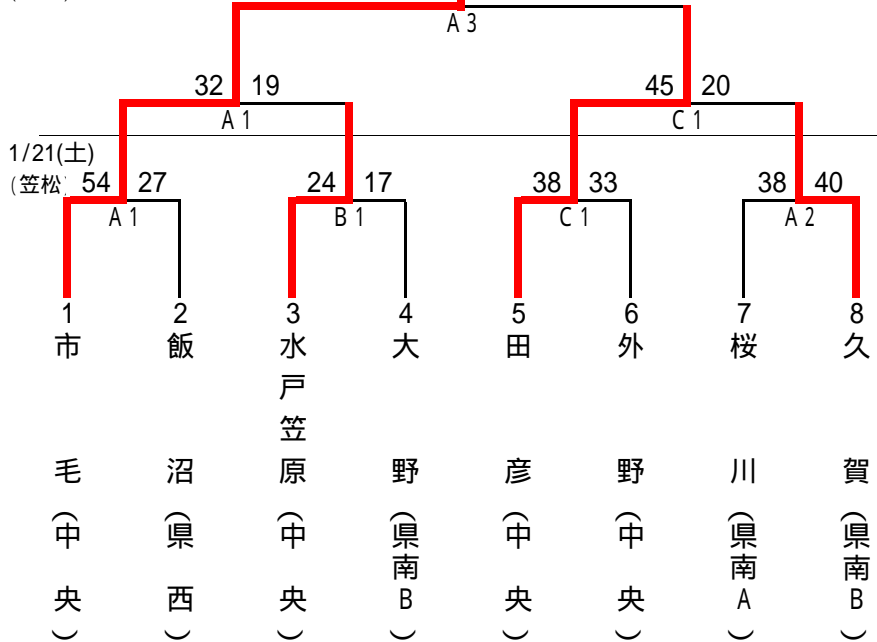 A 3
32 19 45 20
A 1 C 1
1/21(土)
(笠松) 54 27 24 17 38 33 38 40
A 1 B 1 C 1 A 2
1 2 3 4 5 6 7 8
市毛(中央)
飯沼(県西)
水戸笠原(中央)
大野(県南B)
田彦(中央)
外野(中央)
桜川(県南A)
久賀(県南B)